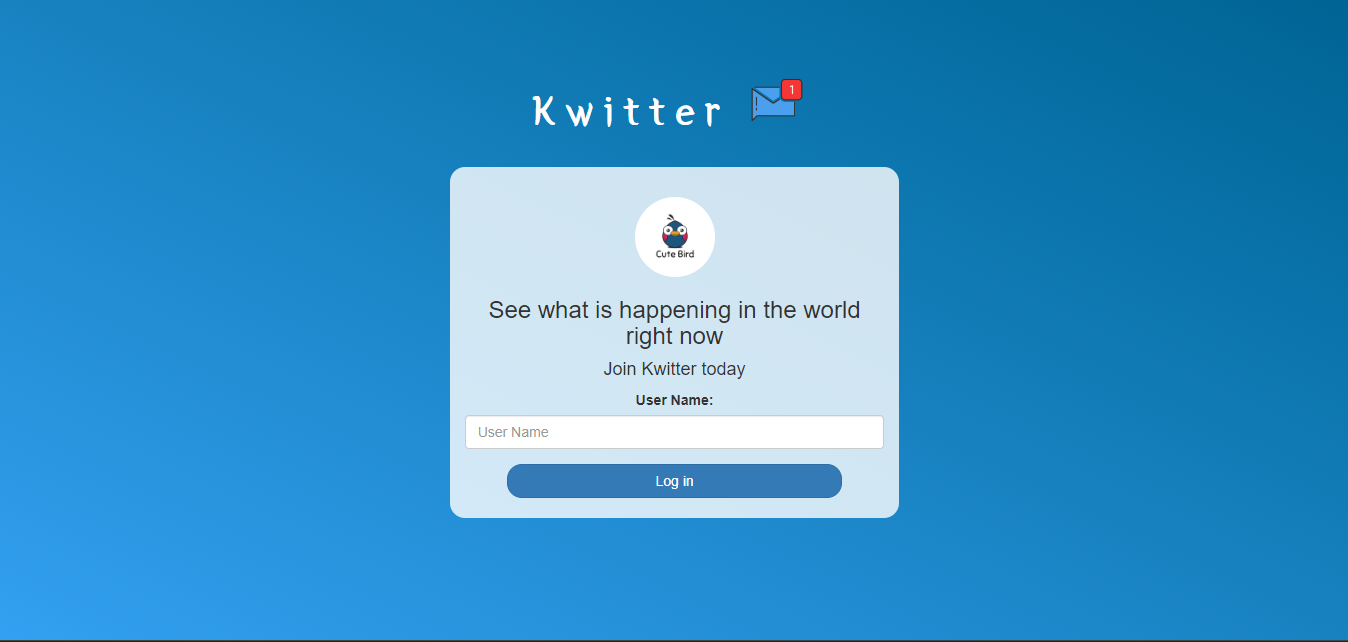 Kwitter
1
Cute Bird
See what is happening in the world
right now
Join Kwitter today
User Name:
User Name
Log in